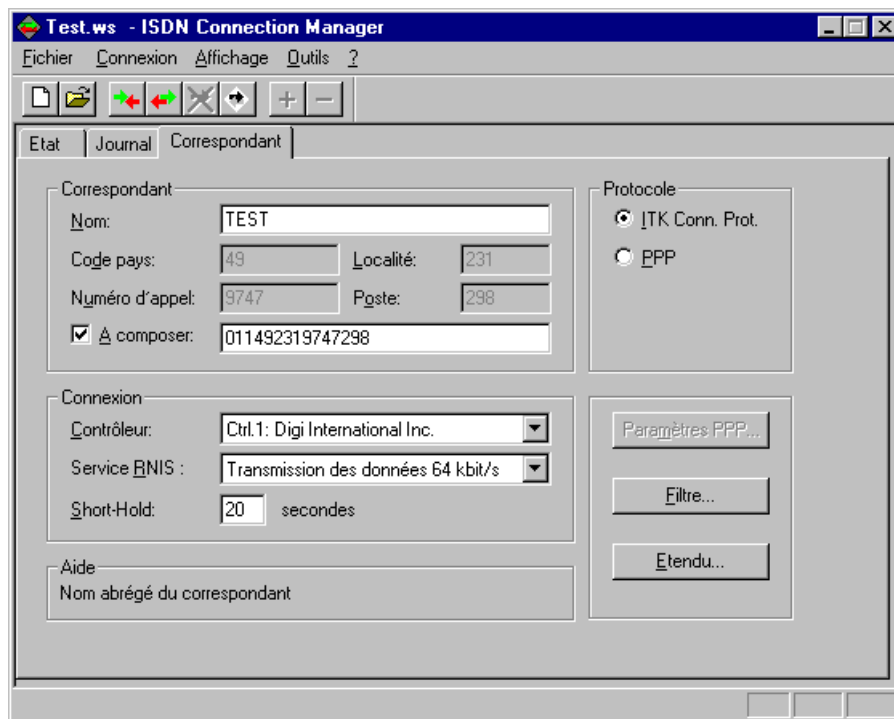 Test.ws - ISDN Connection Manager
Fichier Connexion Affichage Outils ?
Etat Journal Correspondant
Correspondant
Nom: TEST
Code pays: 49 Localité: 231
Numéro d'appel: 9747 Poste: 298
A composer: 011492319747298
Protocole
ITK Conn. Prot.
PPP
Connexion
Contrôleur: Ctrl.1: Digi International Inc.
Service RNIS : Transmission des données 64 kbit/s
Short-Hold: 20 secondes
Paramètres PPP...
Filtre...
Etendu...
Aide
Nom abrégé du correspondant